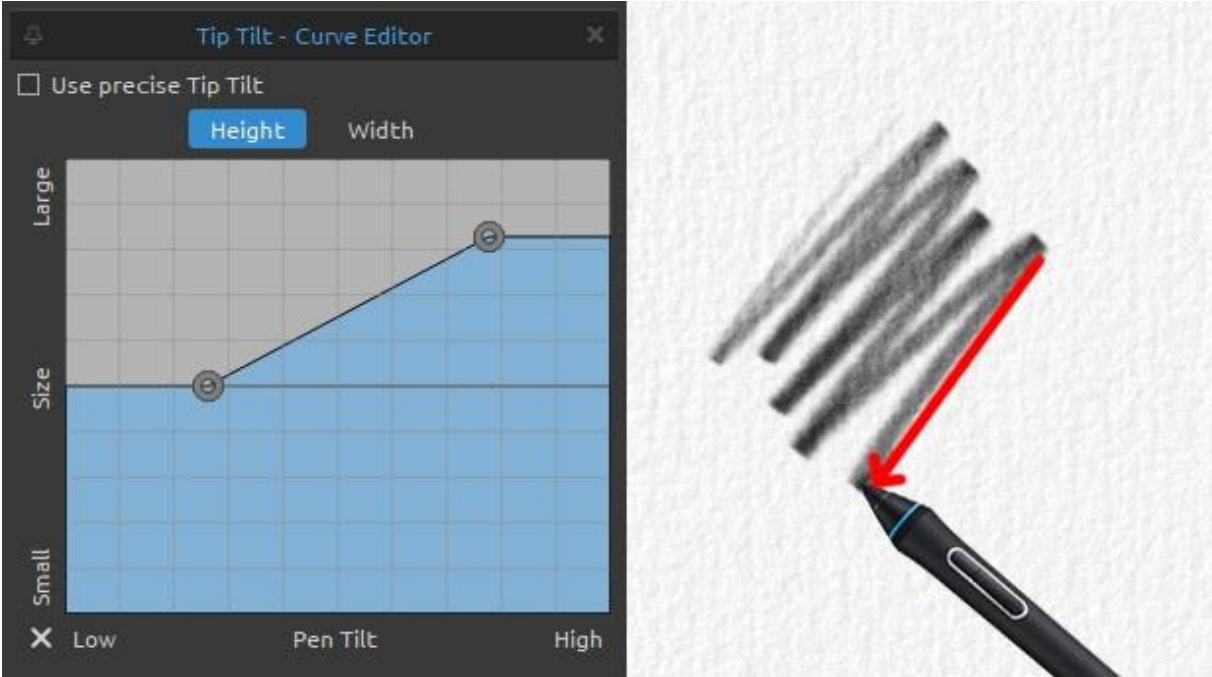 Tip Tilt - Curve Editor
Use precise Tip Tilt
Height Width
Large
Size
Small
Low Pen Tilt High